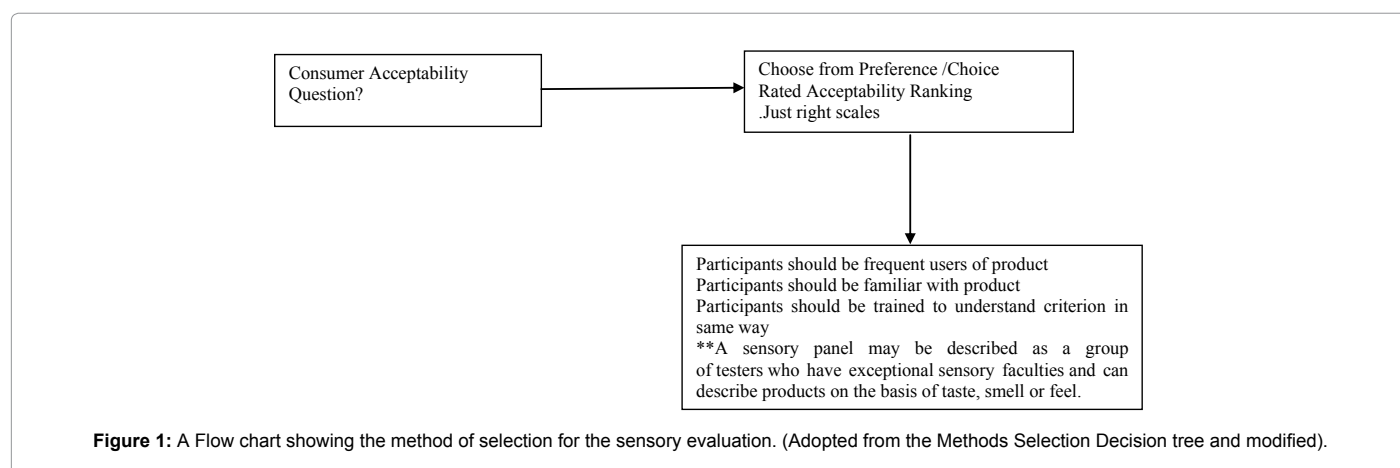 Consumer Acceptability
Question?
Choose from Preference /Choice
Rated Acceptability Ranking
.Just right scales
Participants should be frequent users of product
Participants should be familiar with product
Participants should be trained to understand criterion in
same way
**A sensory panel may be described as a group
of testers who have exceptional sensory faculties and can
describe products on the basis of taste, smell or feel.
Figure 1: A Flow chart showing the method of selection for the sensory evaluation. (Adopted from the Methods Selection Decision tree and modified).